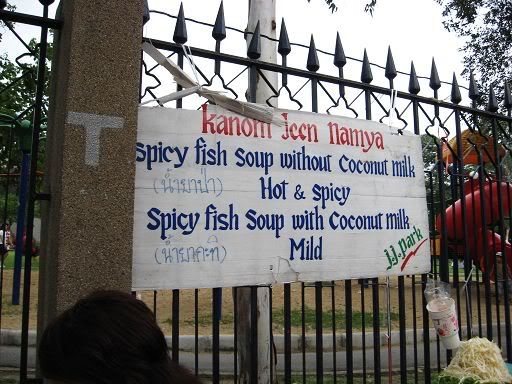 T
Kanom Jeen Namya
Spicy fish Soup without Coconut milk
(น้ำยาป่า) Hot & Spicy
Spicy fish Soup with Coconut milk
(น้ำยากะทิ) Mild
JJ. Park